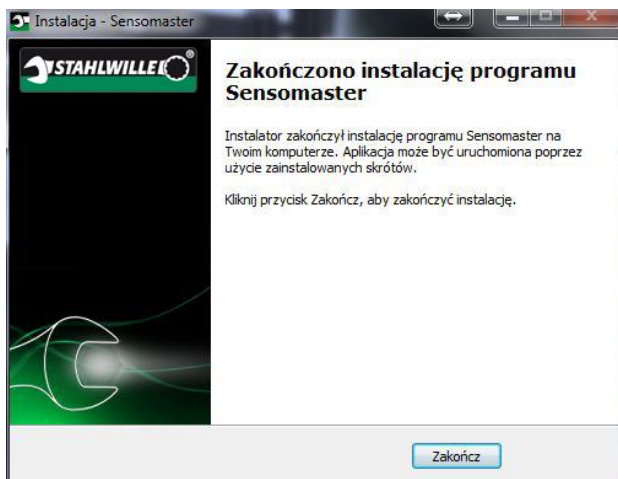 Instalacja - Sensomaster
STAHLWILLE®
Zakończono instalację programu
Sensomaster
Instalator zakończył instalację programu Sensomaster na
Twoim komputerze. Aplikacja może być uruchomiona poprzez
użycie zainstalowanych skrótów.
Kliknij przycisk Zakończ, aby zakończyć instalację.
Zakończ